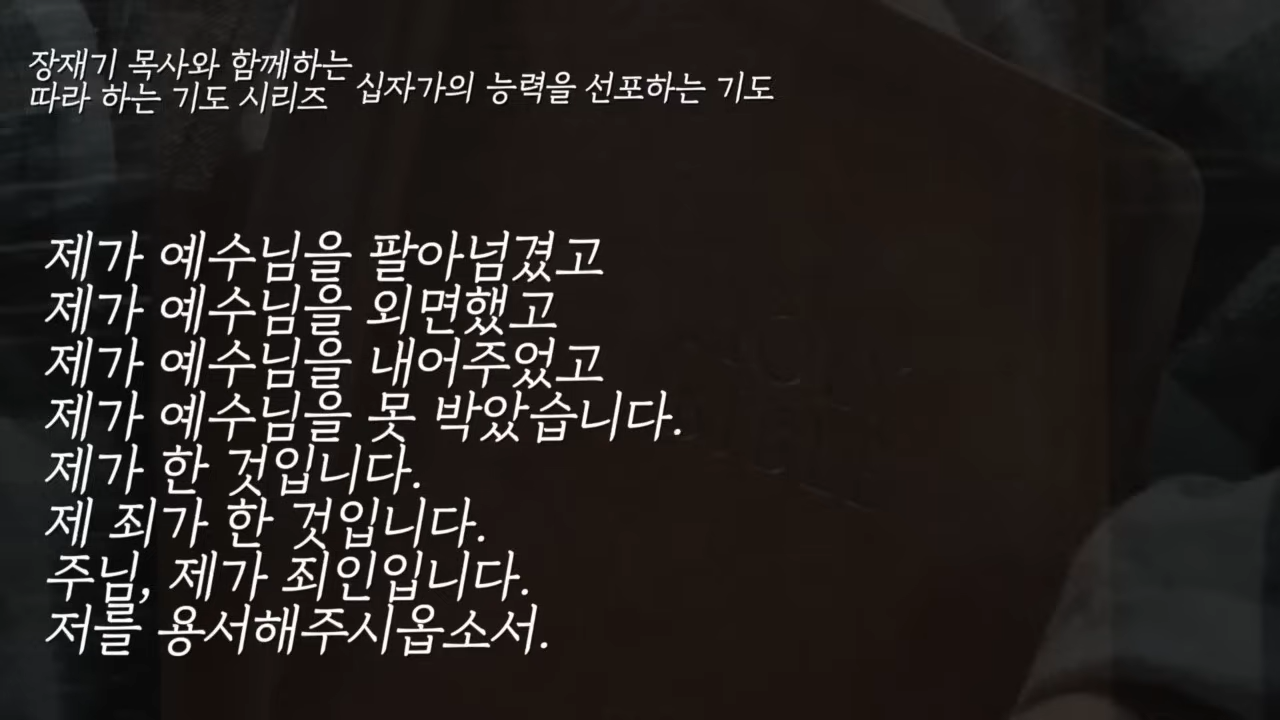 장재기 목사와 함께하는
따라 하는 기도 시리즈
십자가의 능력을 선포하는 기도
제가 예수님을 팔아넘겼고
제가 예수님을 외면했고
제가 예수님을 내어주었고
제가 예수님을 못 박았습니다.
제가 한 것입니다.
제 죄가 한 것입니다.
주님, 제가 죄인입니다.
저를 용서해주시옵소서.